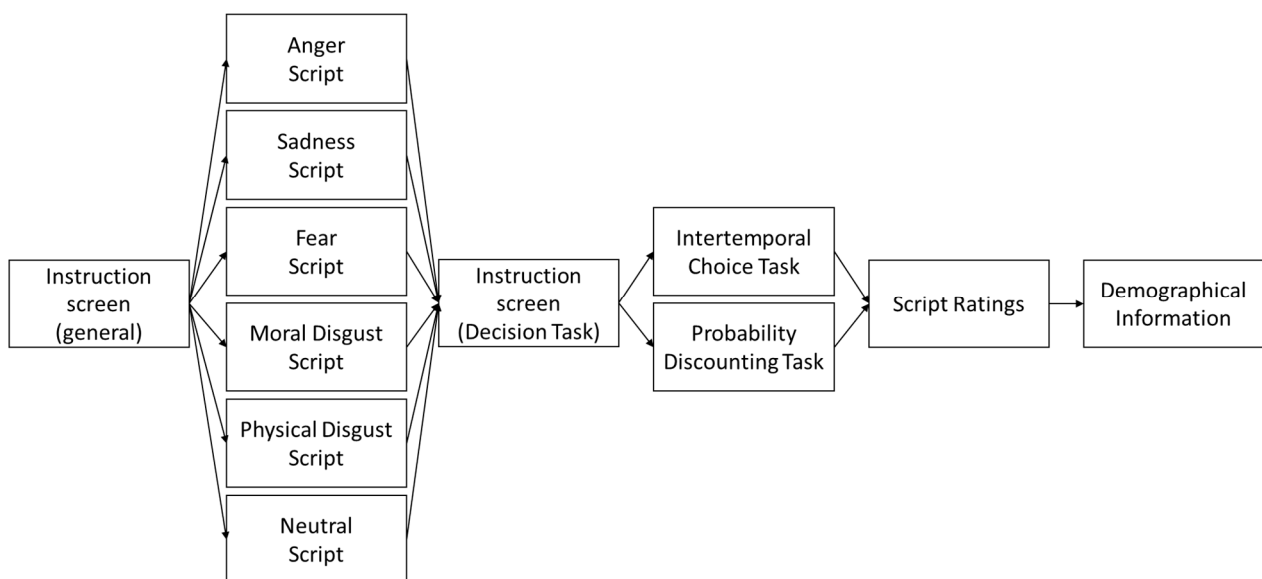 Instruction
screen
(general)
Anger
Script
Sadness
Script
Fear
Script
Moral Disgust
Script
Physical Disgust
Script
Neutral
Script
Instruction
screen
(Decision Task)
Intertemporal
Choice Task
Probability
Discounting Task
Script Ratings
Demographical
Information